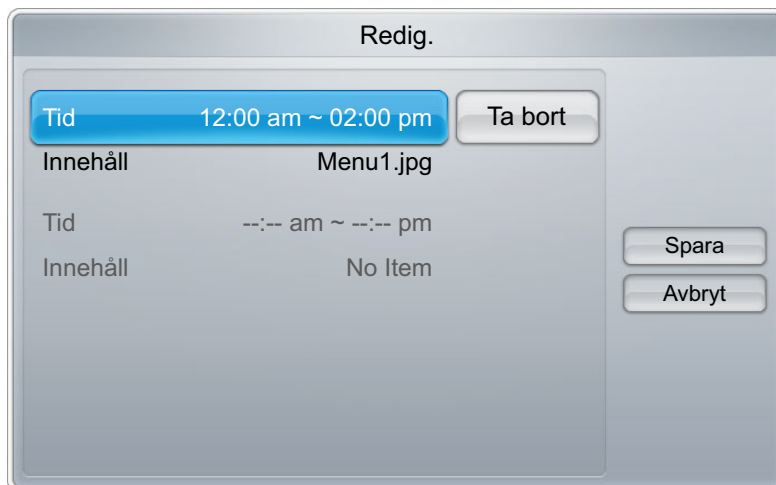 Redig.
Tid 12:00 am ~ 02:00 pm Ta bort
Innehåll Menu1.jpg
Tid --:-- am ~ --:-- pm
Innehåll No Item
Spara
Avbryt